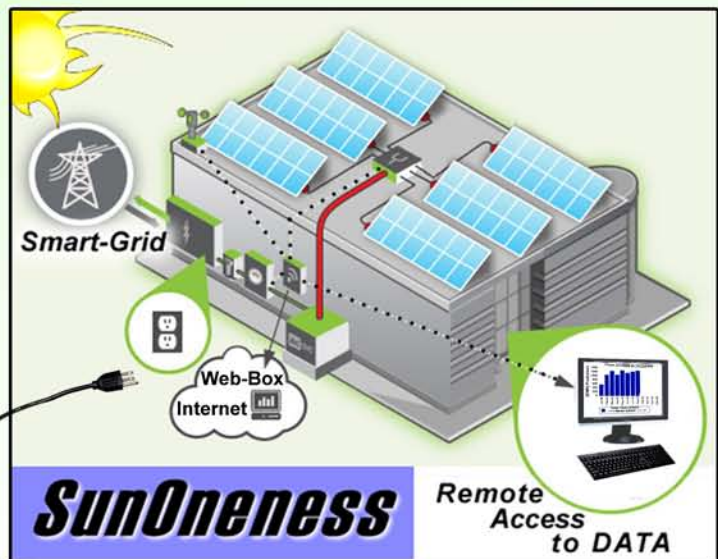 Smart-Grid
Web-Box
Internet
SunOneness
Remote
Access
to DATA